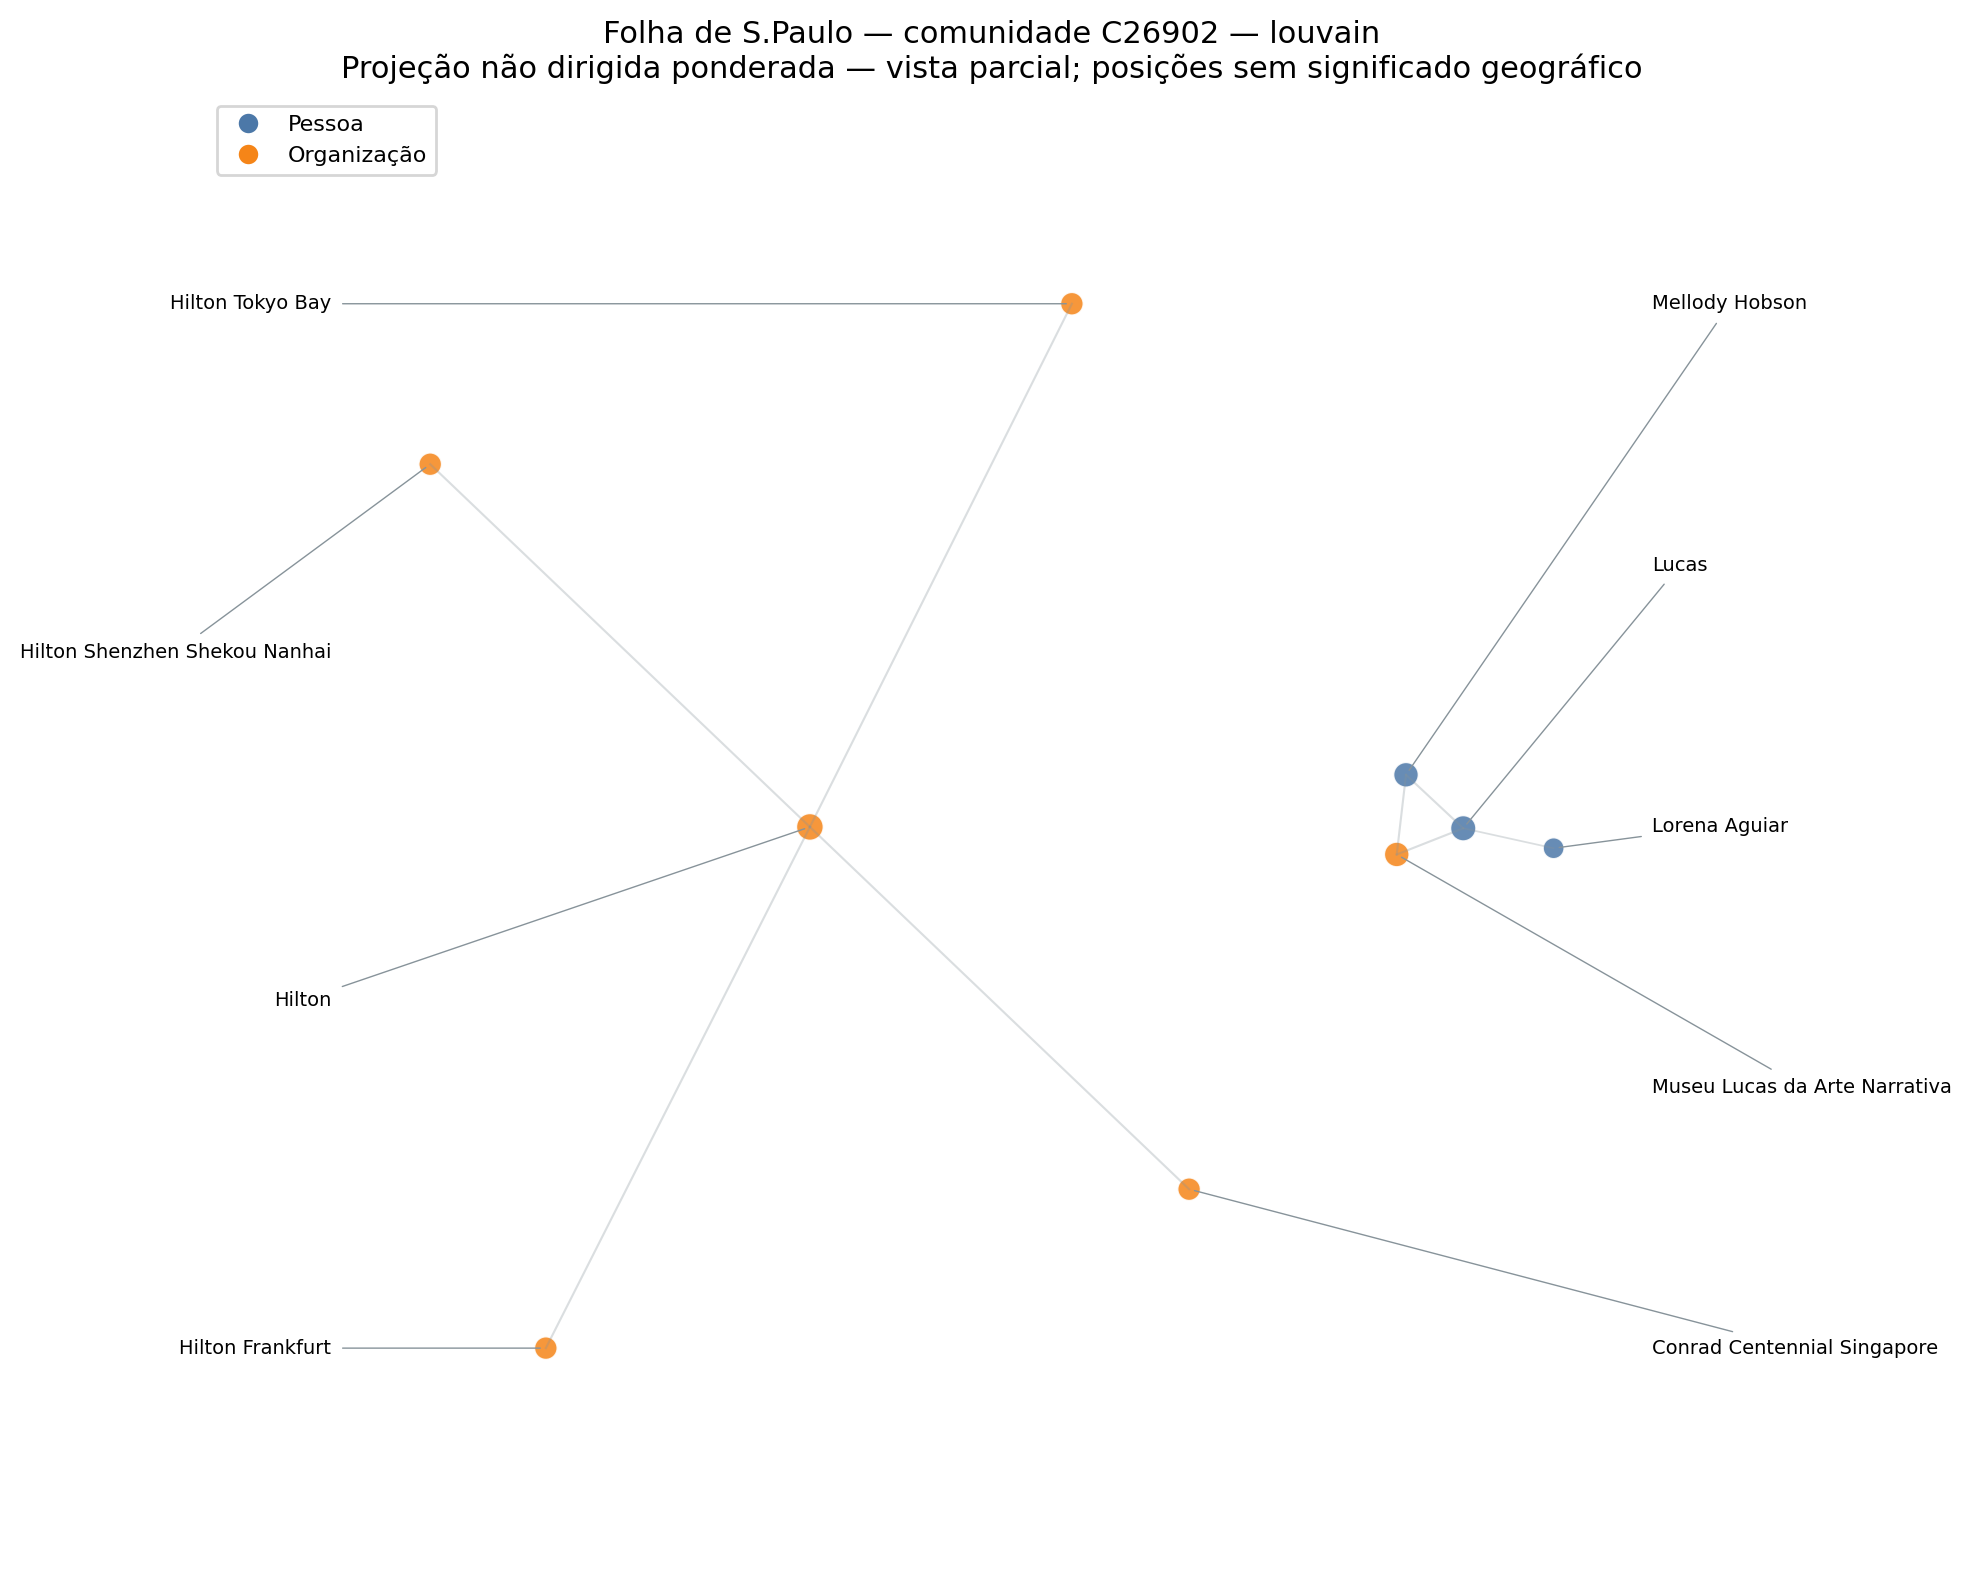 Folha de S.Paulo — comunidade C26902 — louvain
Projeção não dirigida ponderada — vista parcial; posições sem significado geográfico
Pessoa
Organização
Hilton Tokyo Bay
Mellody Hobson
Lucas
Hilton Shenzhen Shekou Nanhai
Lorena Aguiar
Hilton
Museu Lucas da Arte Narrativa
Hilton Frankfurt
Conrad Centennial Singapore